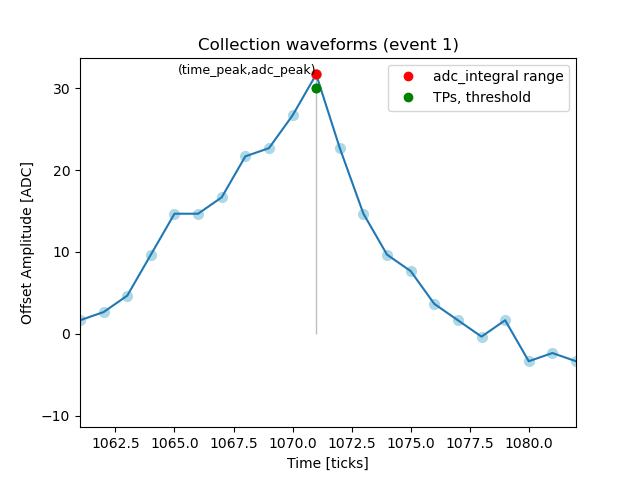 Collection waveforms (event 1)
(time_peak,adc_peak)
adc_integral range
TPs, threshold
Offset Amplitude [ADC]
30
20
10
0
−10
1062.5 1065.0 1067.5 1070.0 1072.5 1075.0 1077.5 1080.0
Time [ticks]